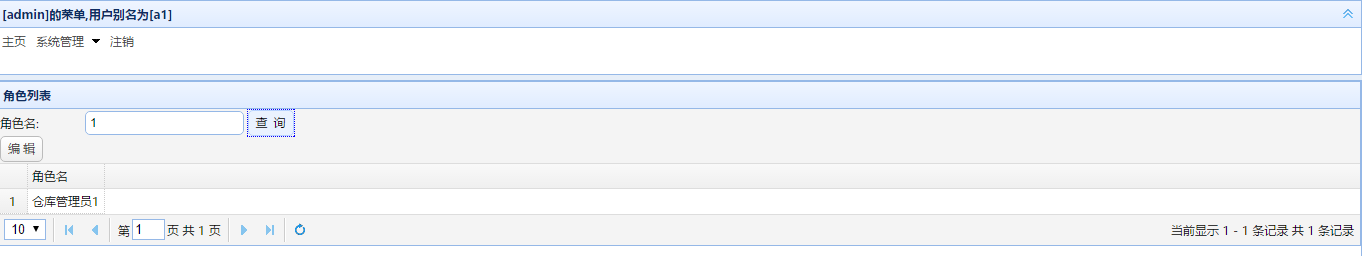 [admin]的菜单,用户别名为[a1]
主页 系统管理 注销
角色列表
角色名: 1 查 询
编 辑
角色名
1 仓库管理员1
10 第 1 页 共 1 页 当前显示 1 - 1 条记录 共 1 条记录